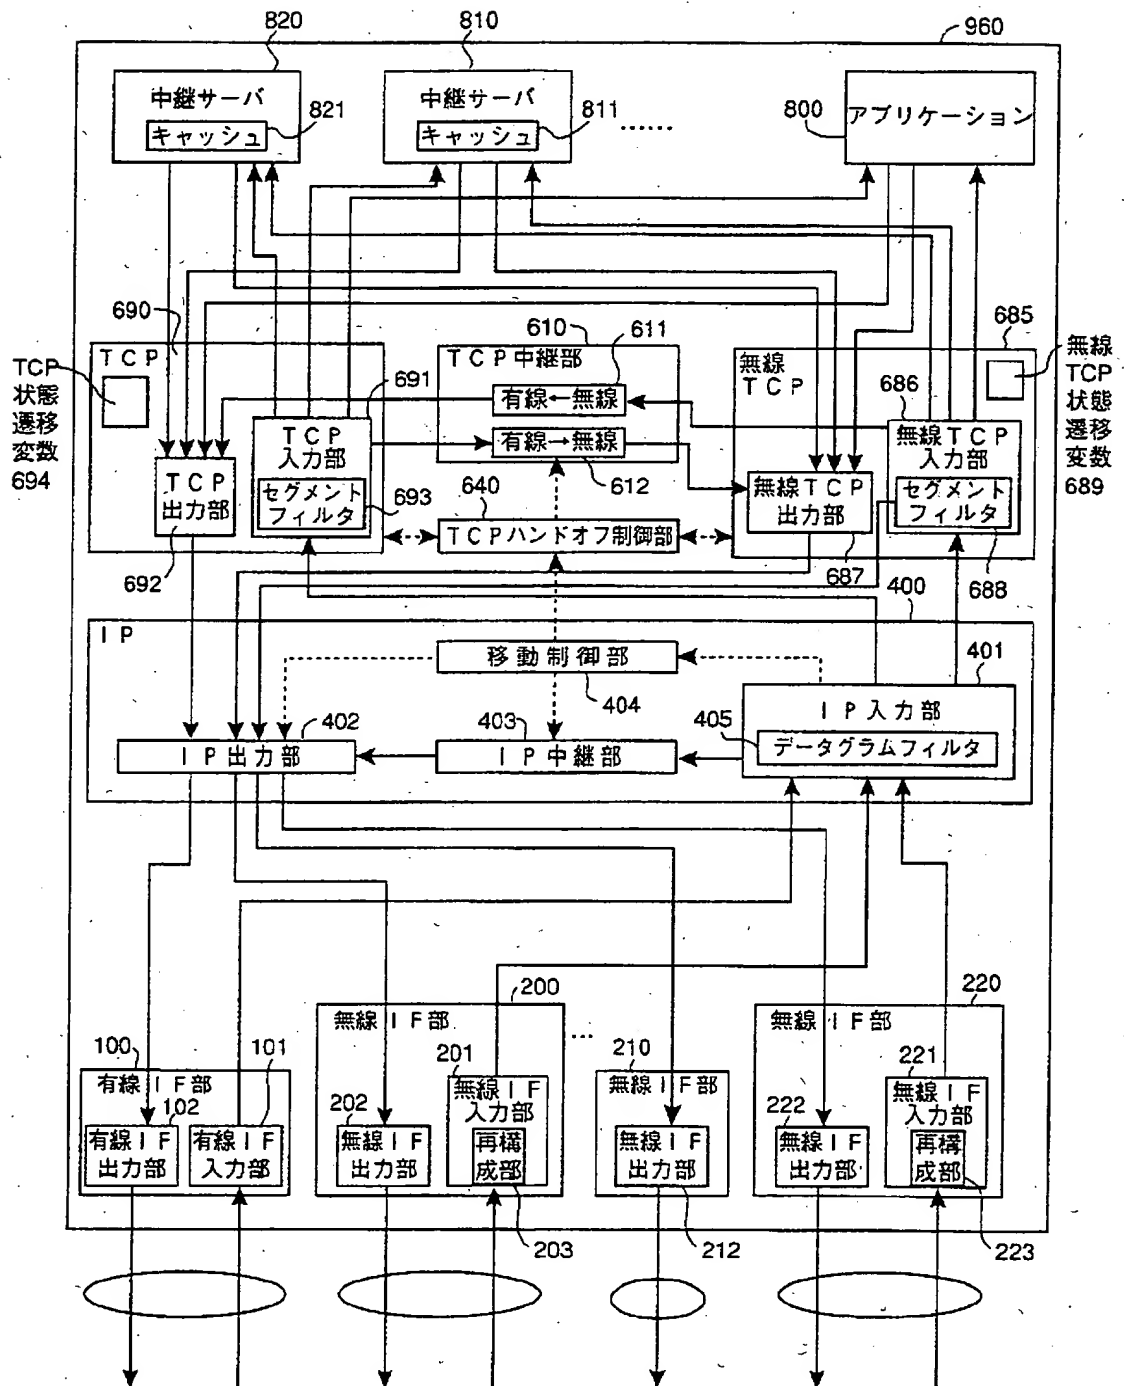 820
810
960
中継サーバ
キャッシュ
821
中継サーバ
キャッシュ
811
……
800
アプリケーション
690
TCP
TCP
状態
遷移
変数
694
691
TCP
入力部
セグメント
フィルタ
693
TCP
出力部
692
610
611
TCP中継部
有線←無線
有線→無線
612
640
TCPハンドオフ制御部
685
無線
TCP
686
無線TCP
入力部
セグメント
フィルタ
688
無線TCP
出力部
687
無線
TCP
状態
遷移
変数
689
400
IP
移動制御部
404
401
IP入力部
405
データグラムフィルタ
402
IP出力部
403
IP中継部
100
有線IF部
102
有線IF
出力部
101
有線IF
入力部
200
無線IF部
202
無線IF
出力部
201
無線IF
入力部
再構
成部
203
…
210
無線IF部
無線IF
出力部
212
220
無線IF部
222
無線IF
出力部
221
無線IF
入力部
再構
成部
223